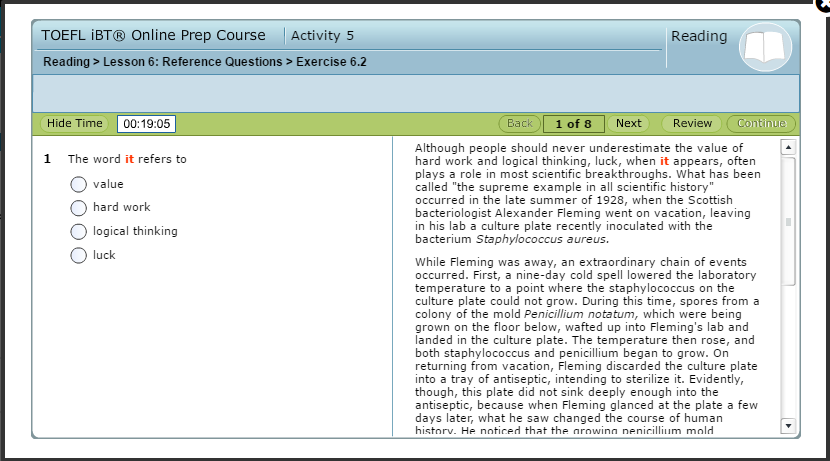 TOEFL iBT® Online Prep Course Activity 5
Reading
Reading > Lesson 6: Reference Questions > Exercise 6.2
Hide Time 00:19:05 Back 1 of 8 Next Review Continue
1 The word it refers to
value
hard work
logical thinking
luck
Although people should never underestimate the value of
hard work and logical thinking, luck, when it appears, often
plays a role in most scientific breakthroughs. What has been
called "the supreme example in all scientific history"
occurred in the late summer of 1928, when the Scottish
bacteriologist Alexander Fleming went on vacation, leaving
in his lab a culture plate recently inoculated with the
bacterium Staphylococcus aureus.
While Fleming was away, an extraordinary chain of events
occurred. First, a nine-day cold spell lowered the laboratory
temperature to a point where the staphylococcus on the
culture plate could not grow. During this time, spores from a
colony of the mold Penicillium notatum, which were being
grown on the floor below, wafted up into Fleming's lab and
landed in the culture plate. The temperature then rose, and
both staphylococcus and penicillium began to grow. On
returning from vacation, Fleming discarded the culture plate
into a tray of antiseptic, intending to sterilize it. Evidently,
though, this plate did not sink deeply enough into the
antiseptic, because when Fleming glanced at the plate a few
days later, what he saw changed the course of human
history. He noticed that the growing penicillium mold